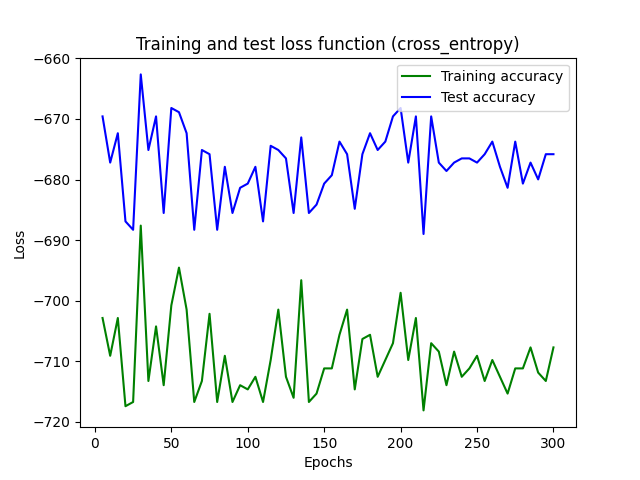 Training and test loss function (cross_entropy)
−660
−670
−680
−690
−700
−710
−720
Loss
Training accuracy
Test accuracy
0
50
100
150
200
250
300
Epochs